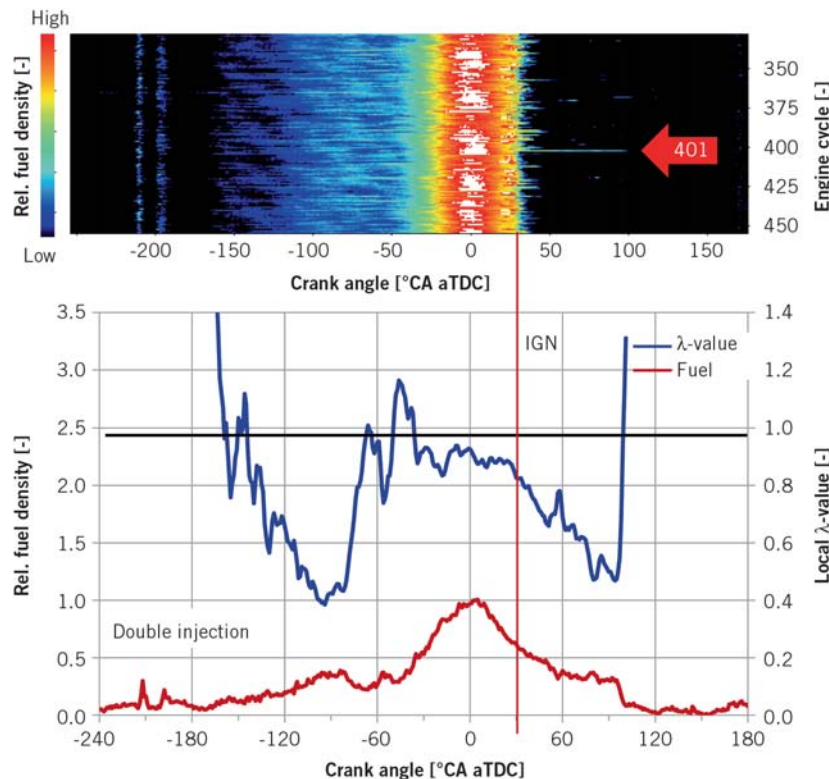 High
Rel. fuel density [-]
Low
325
350
375
400
425
450
Engine cycle [-]
401
-200 -150 -100 -50 0 50 100 150
Crank angle [°CA aTDC]
3.5
3.0
2.5
2.0
1.5
1.0
0.5
0.0
Rel. fuel density [-]
IGN
λ-value
Fuel
Double injection
1.4
1.2
1.0
0.8
0.6
0.4
0.2
0.0
Local λ-value [-]
-240 -180 -120 -60 0 60 120 180
Crank angle [°CA aTDC]